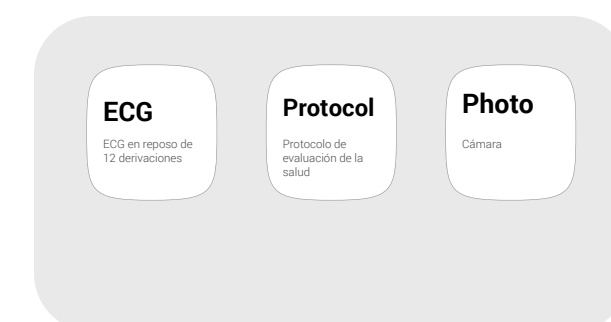 ECG
ECG en reposo de
12 derivaciones
Protocol
Protocolo de
evaluación de la
salud
Photo
Cámara